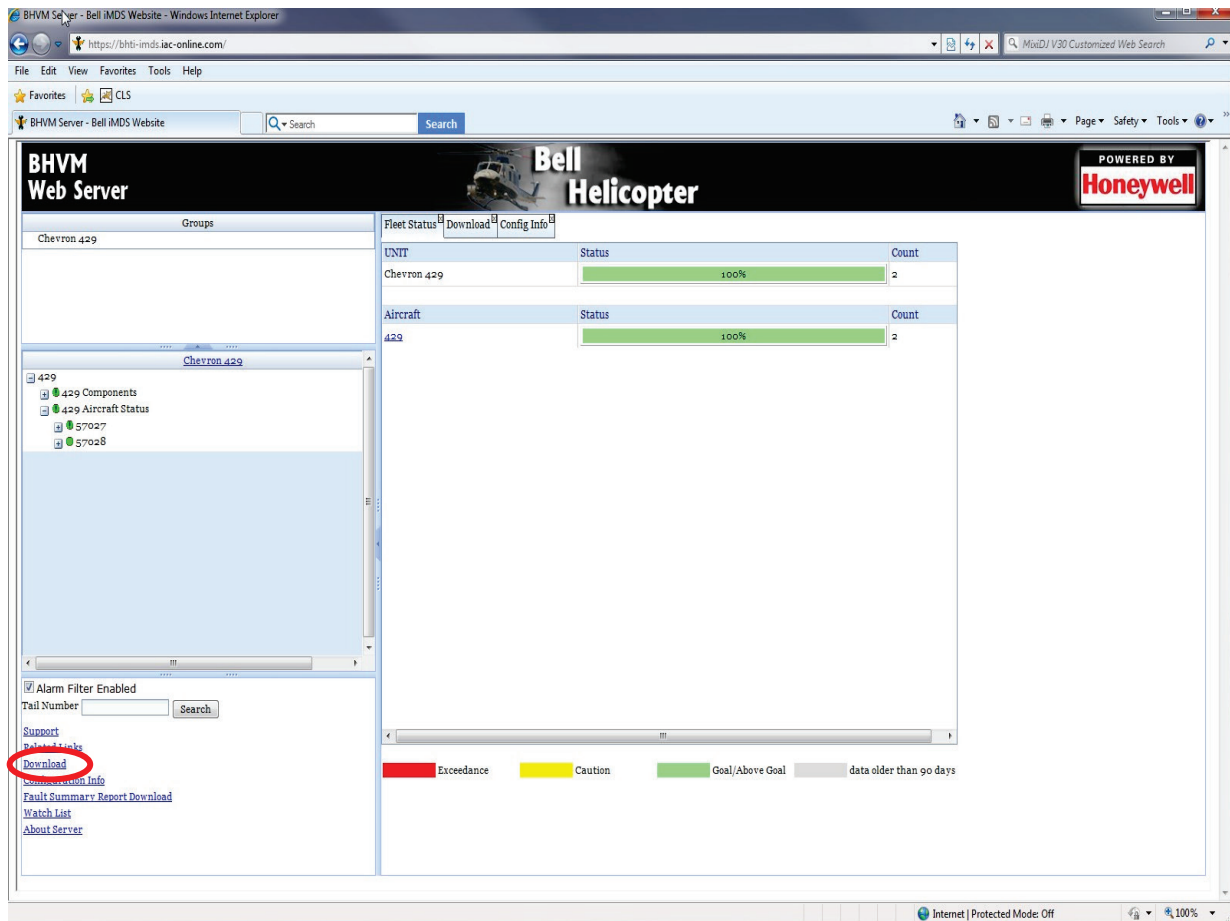 BHVM Server - Bell iMDS Website - Windows Internet Explorer
https://bhti-imds.iac-online.com/
MixiDJ V30 Customized Web Search
File Edit View Favorites Tools Help
Favorites CLS
BHVM Server - Bell iMDS Website
Search Search
Page Safety Tools
BHVM
Web Server
Bell
Helicopter
POWERED BY
Honeywell
Groups
Chevron 429
Chevron 429
429
429 Components
429 Aircraft Status
57027
57028
Alarm Filter Enabled
Tail Number Search
Support
Related Links
Download
Configuration Info
Fault Summary Report Download
Watch List
About Server
Fleet Status Download Config Info
UNIT Status Count
Chevron 429 100% 2
Aircraft Status Count
429 100% 2
Exceedance Caution Goal/Above Goal data older than 90 days
Internet | Protected Mode: Off 100%